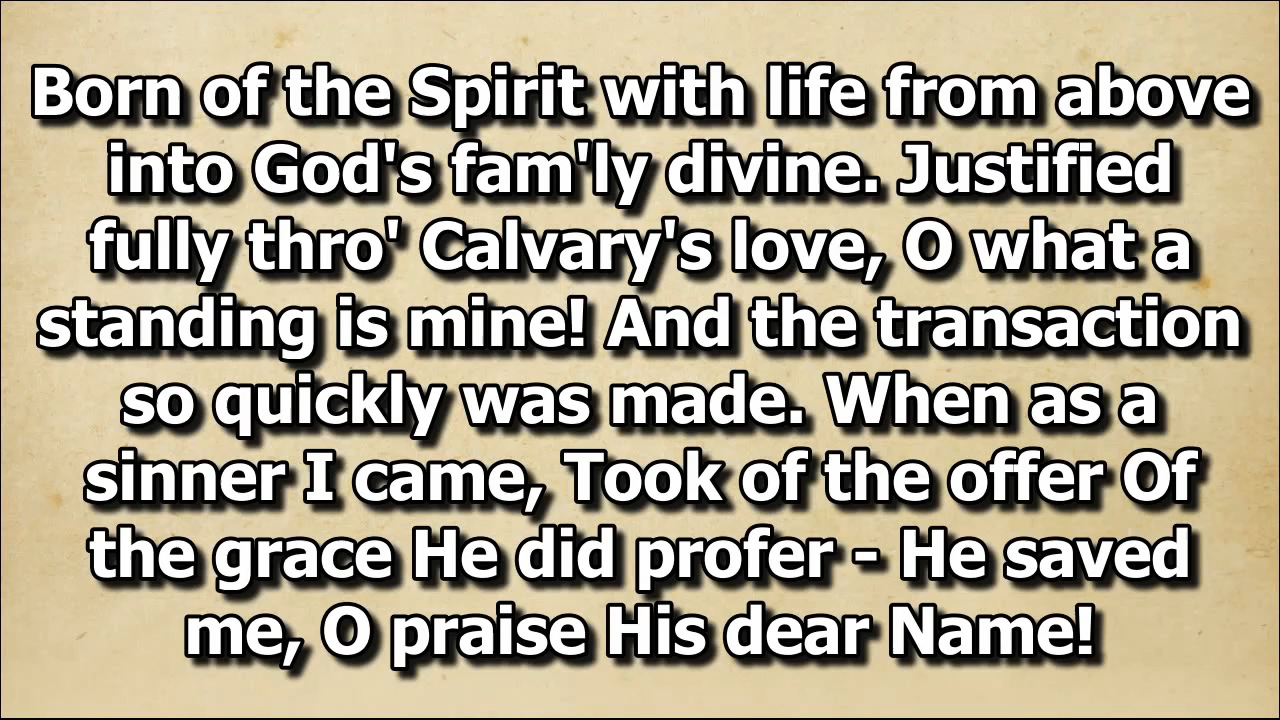 Born of the Spirit with life from above
into God's fam'ly divine. Justified
fully thro' Calvary's love, O what a
standing is mine! And the transaction
so quickly was made. When as a
sinner I came, Took of the offer Of
the grace He did profer - He saved
me, O praise His dear Name!